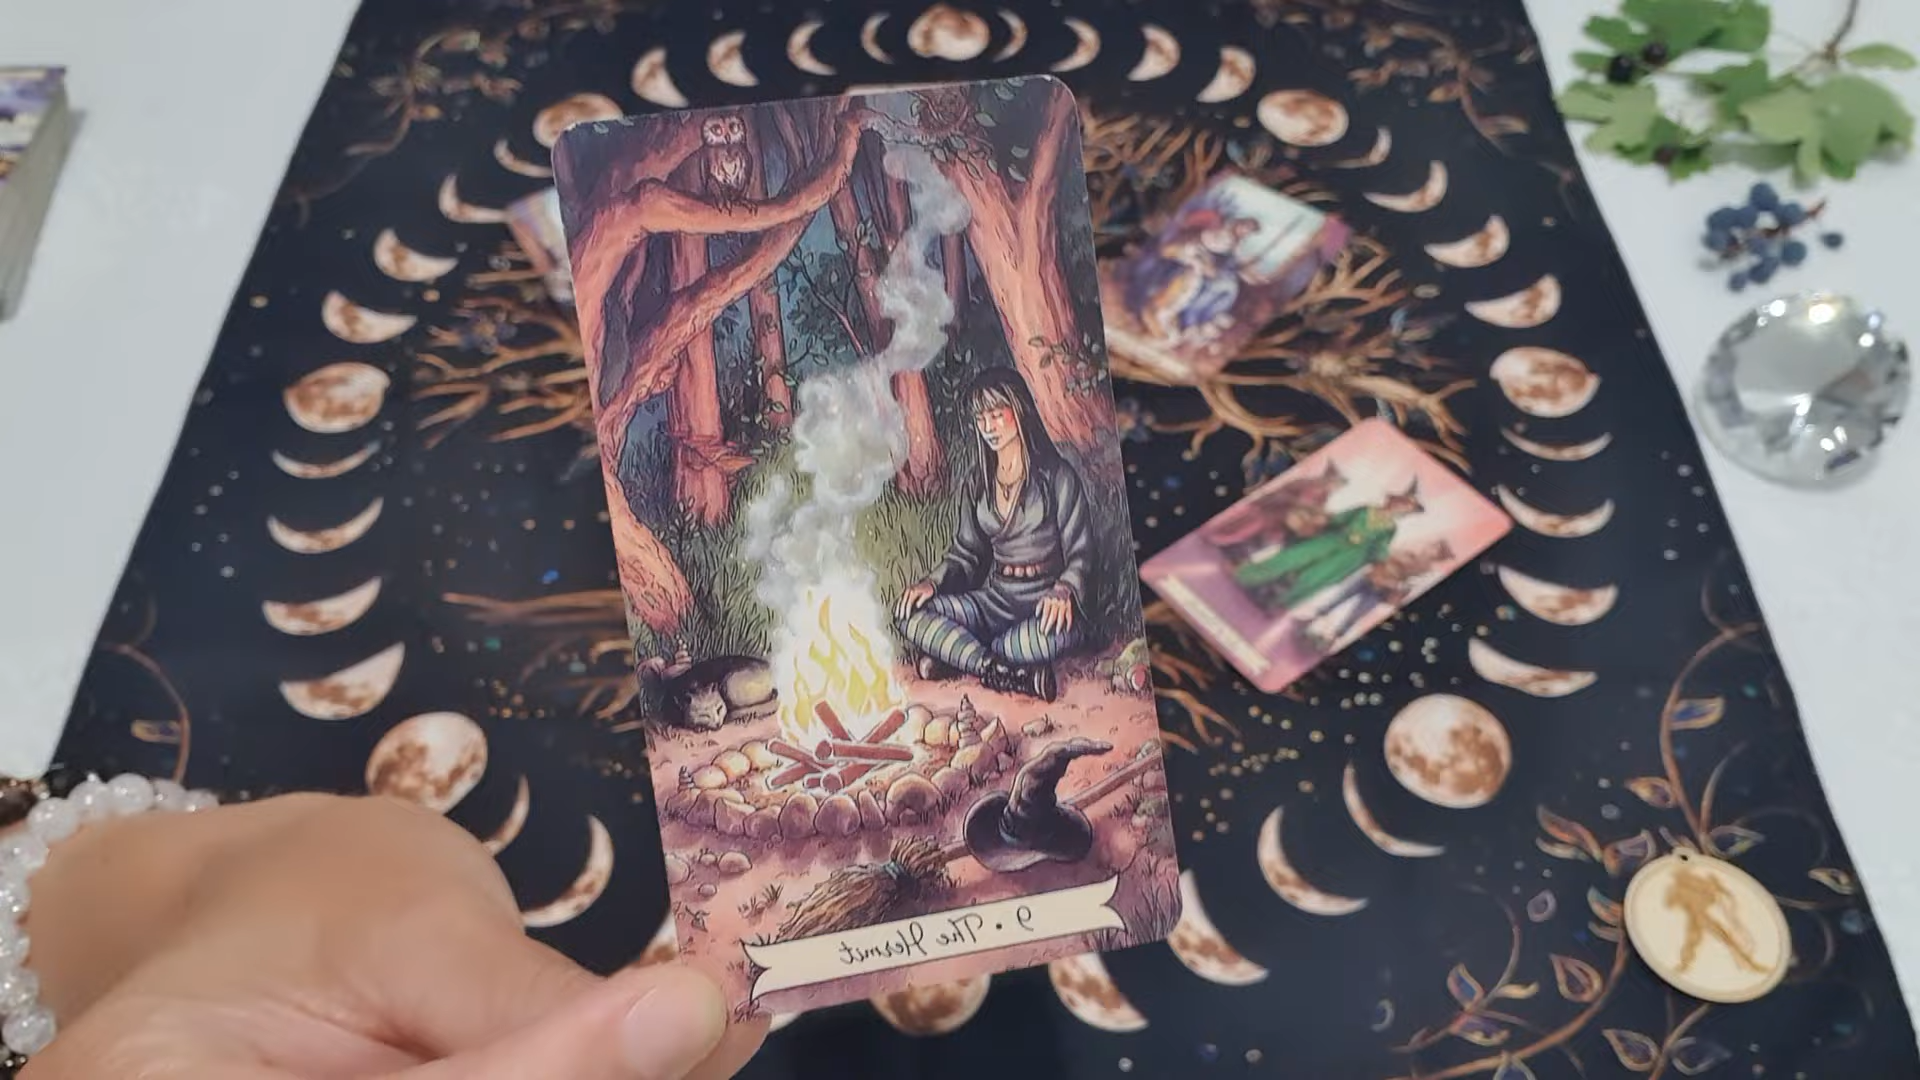 9 • The Hermit